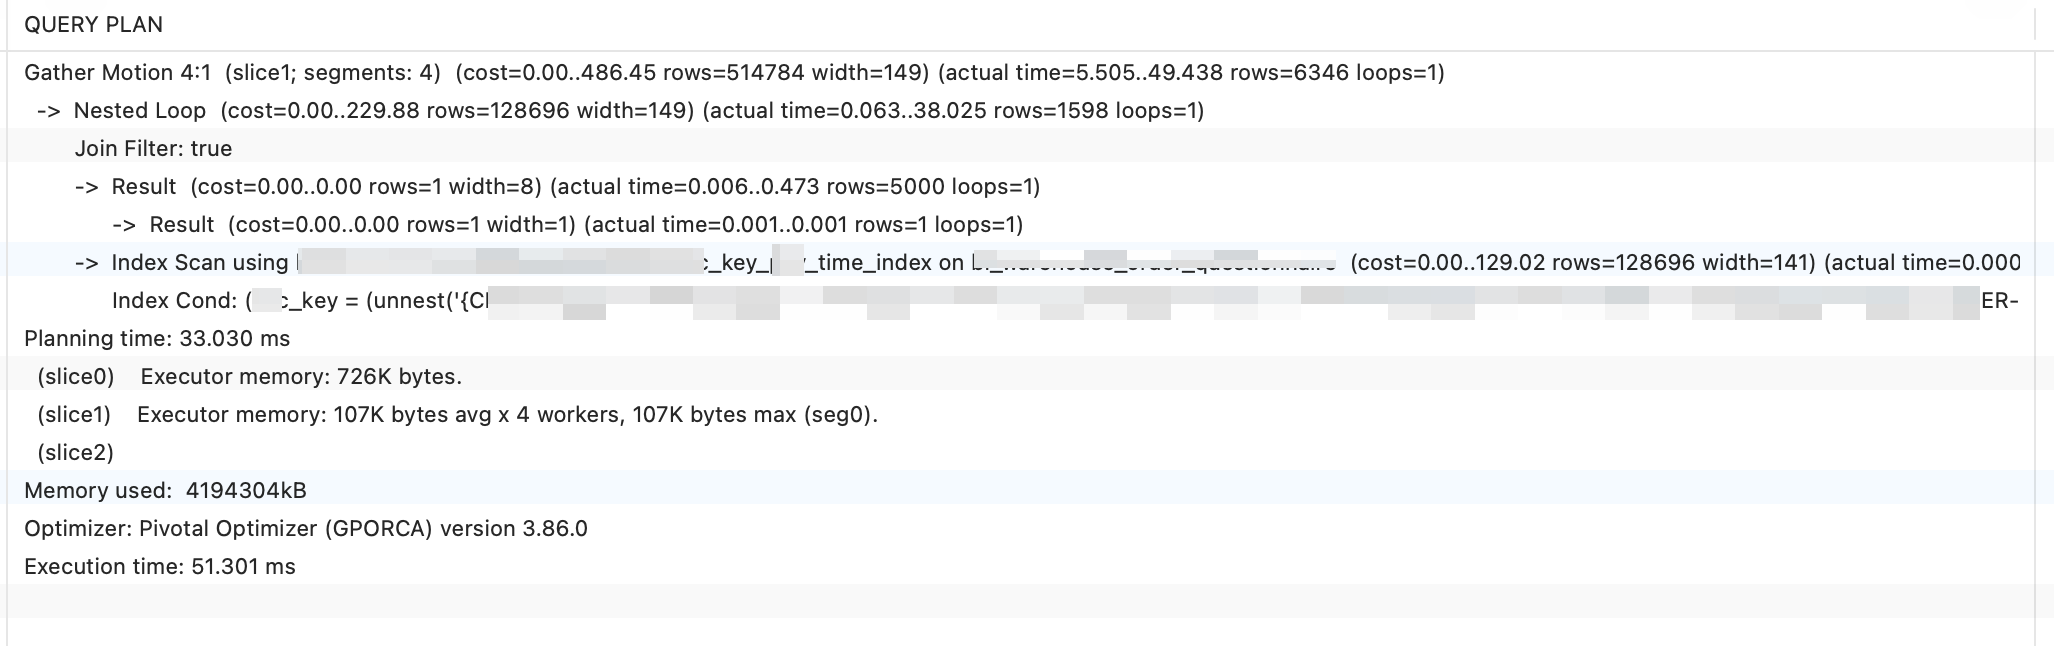 QUERY PLAN
Gather Motion 4:1 (slice1; segments: 4) (cost=0.00..486.45 rows=514784 width=149) (actual time=5.505..49.438 rows=6346 loops=1)
-> Nested Loop (cost=0.00..229.88 rows=128696 width=149) (actual time=0.063..38.025 rows=1598 loops=1)
Join Filter: true
-> Result (cost=0.00..0.00 rows=1 width=8) (actual time=0.006..0.473 rows=5000 loops=1)
-> Result (cost=0.00..0.00 rows=1 width=1) (actual time=0.001..0.001 rows=1 loops=1)
-> Index Scan using c_key_ _time_index on (cost=0.00..129.02 rows=128696 width=141) (actual time=0.000
Index Cond: ( c_key = (unnest('{C ER-
Planning time: 33.030 ms
(slice0) Executor memory: 726K bytes.
(slice1) Executor memory: 107K bytes avg x 4 workers, 107K bytes max (seg0).
(slice2)
Memory used: 4194304kB
Optimizer: Pivotal Optimizer (GPORCA) version 3.86.0
Execution time: 51.301 ms